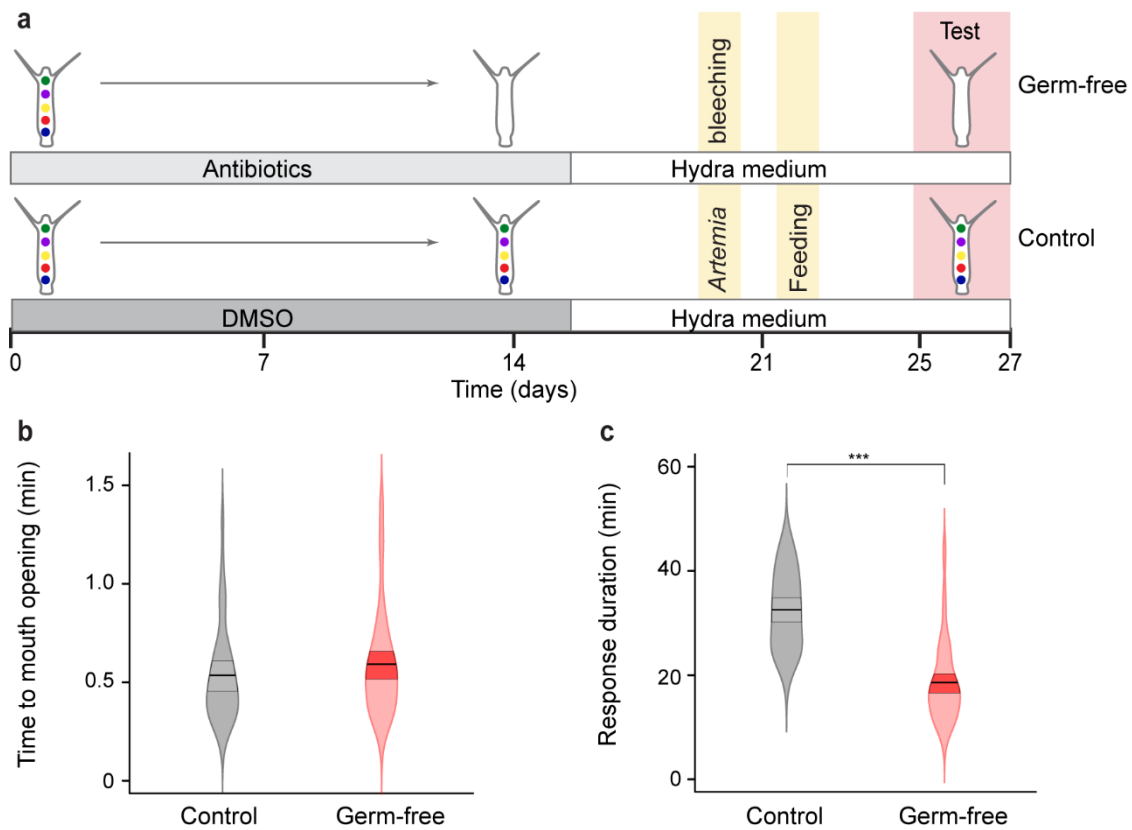 a
Test
Germ-free
bleeching
Antibiotics
Hydra medium
Control
Artemia
Feeding
DMSO
Hydra medium
0 7 14 21 25 27
Time (days)
b
Time to mouth opening (min)
1.5
1.0
0.5
0
Control Germ-free
c
Response duration (min)
60
40
20
0
***
Control Germ-free